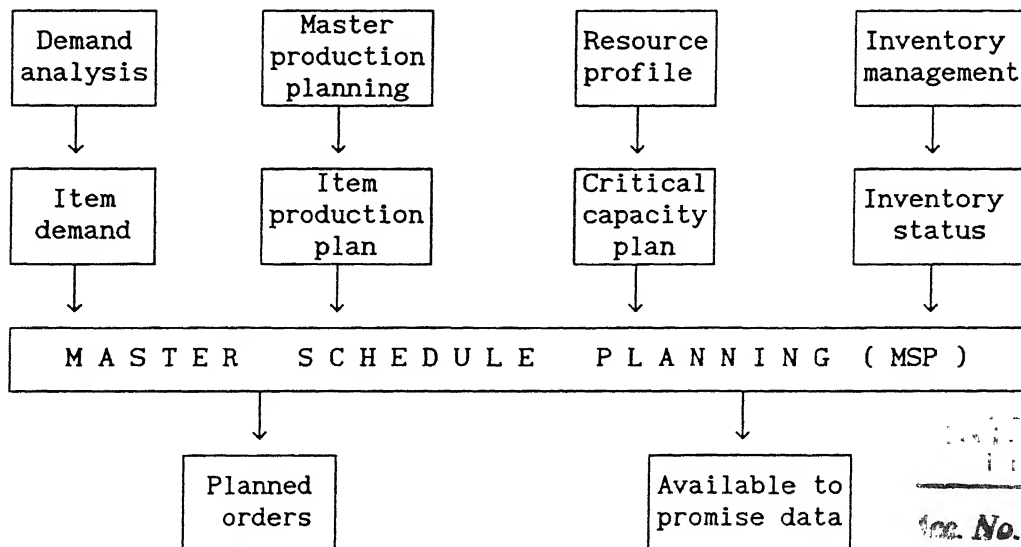 Demand
analysis
Master
production
planning
Resource
profile
Inventory
management
Item
demand
Item
production
plan
Critical
capacity
plan
Inventory
status
MASTER SCHEDULE PLANNING (MSP)
Planned
orders
Available to
promise data
No.